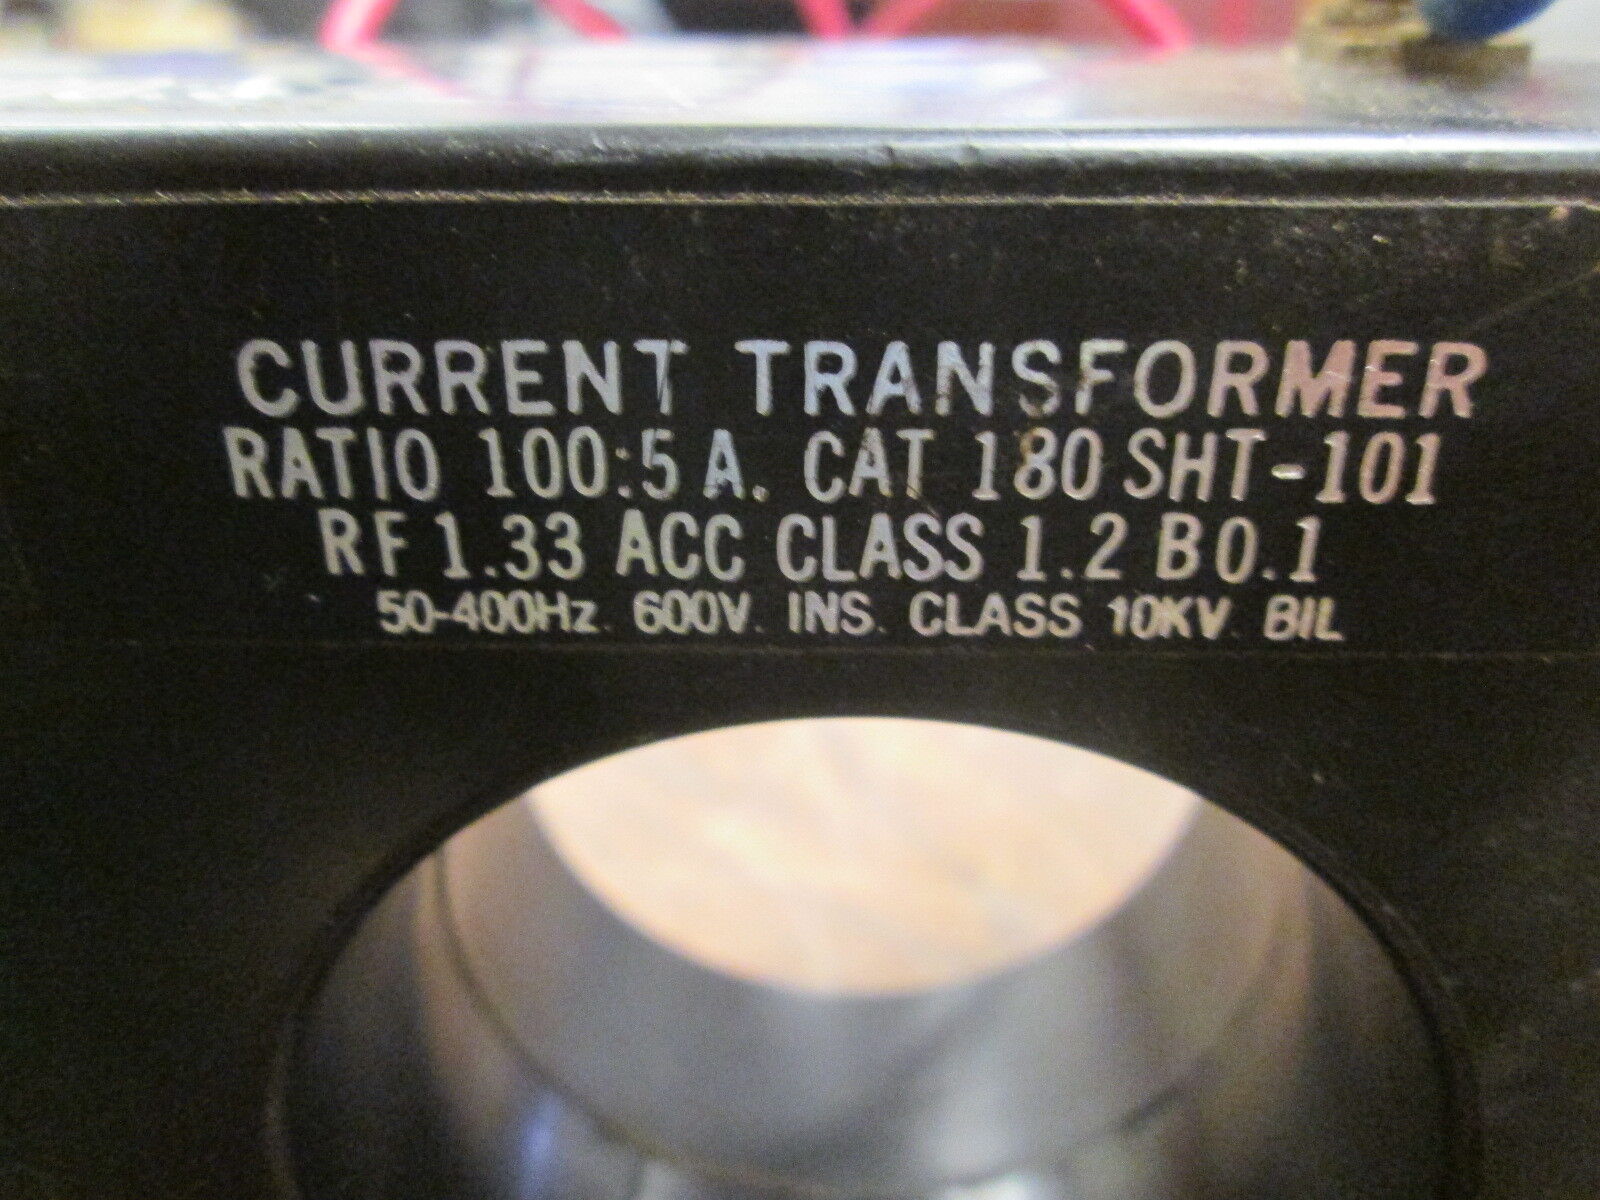 CURRENT TRANSFORMER
RATIO 100:5 A. CAT 180 SHT-101
RF 1.33 ACC CLASS 1.2 B0.1
50-400Hz. 600V. INS. CLASS 10KV. BIL